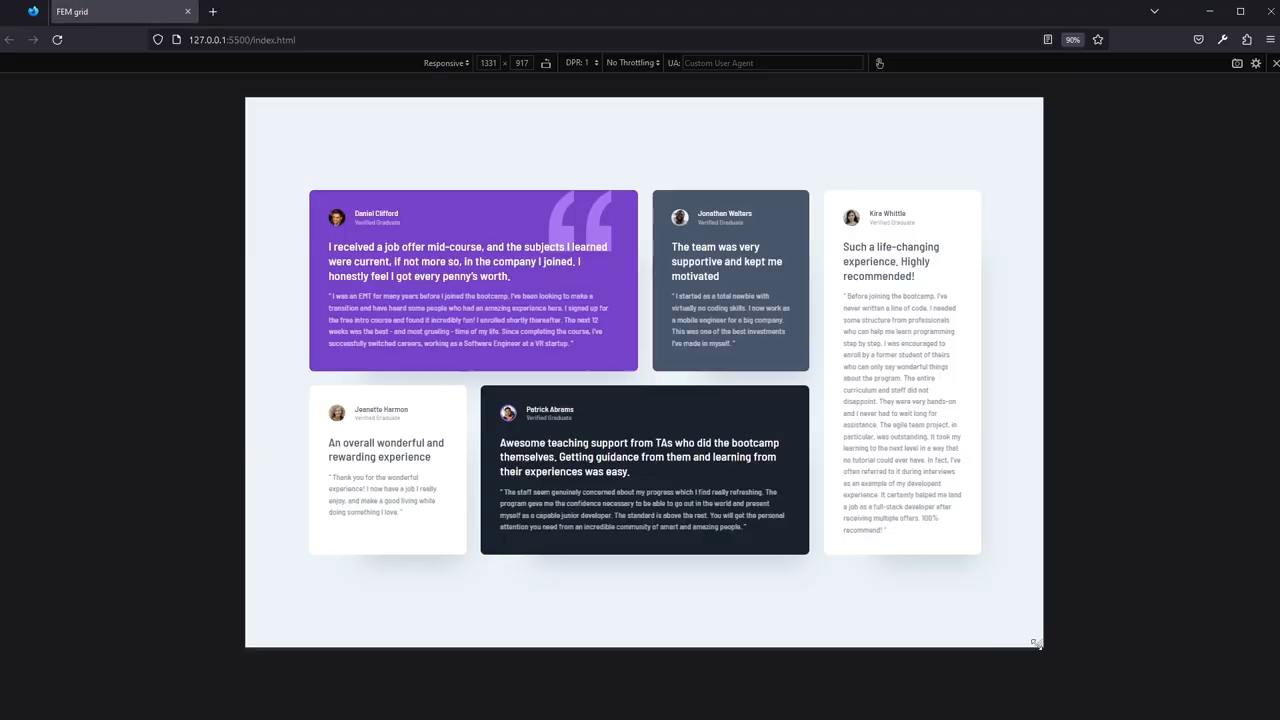 FEM grid
127.0.0.1:5500/index.html
90%
Responsive
1331 × 917
DPR: 1
No Throttling
UA:
Custom User Agent
Daniel Clifford
Verified Graduate
I received a job offer mid-course, and the subjects I learned
were current, if not more so, in the company I joined. I
honestly feel I got every penny's worth.
" I was an EMT for many years before I joined the bootcamp. I've been looking to make a
transition and have heard some people who had an amazing experience here. I signed up for
the free intro course and found it incredibly fun! I enrolled shortly thereafter. The next 12
weeks was the best - and most grueling - time of my life. Since completing the course, I've
successfully switched careers, working as a Software Engineer at a VR startup. "
Jonathan Walters
Verified Graduate
The team was very
supportive and kept me
motivated
" I started as a total newbie with
virtually no coding skills. I now work as
a mobile engineer for a big company.
This was one of the best investments
I've made in myself. "
Kira Whittle
Verified Graduate
Such a life-changing
experience. Highly
recommended!
" Before joining the bootcamp, I've
never written a line of code. I needed
some structure from professionals
who can help me learn programming
step by step. I was encouraged to
enroll by a former student of theirs
who can only say wonderful things
about the program. The entire
curriculum and staff did not
disappoint. They were very hands-on
and I never had to wait long for
assistance. The agile team project, in
particular, was outstanding. It took my
learning to the next level in a way that
no tutorial could ever have. In fact, I've
often referred to it during interviews
as an example of my developent
experience. It certainly helped me land
a job as a full-stack developer after
receiving multiple offers. 100%
recommend! "
Jeanette Harmon
Verified Graduate
An overall wonderful and
rewarding experience
" Thank you for the wonderful
experience! I now have a job I really
enjoy, and make a good living while
doing something I love. "
Patrick Abrams
Verified Graduate
Awesome teaching support from TAs who did the bootcamp
themselves. Getting guidance from them and learning from
their experiences was easy.
" The staff seem genuinely concerned about my progress which I find really refreshing. The
program gave me the confidence necessary to be able to go out in the world and present
myself as a capable junior developer. The standard is above the rest. You will get the personal
attention you need from an incredible community of smart and amazing people. "